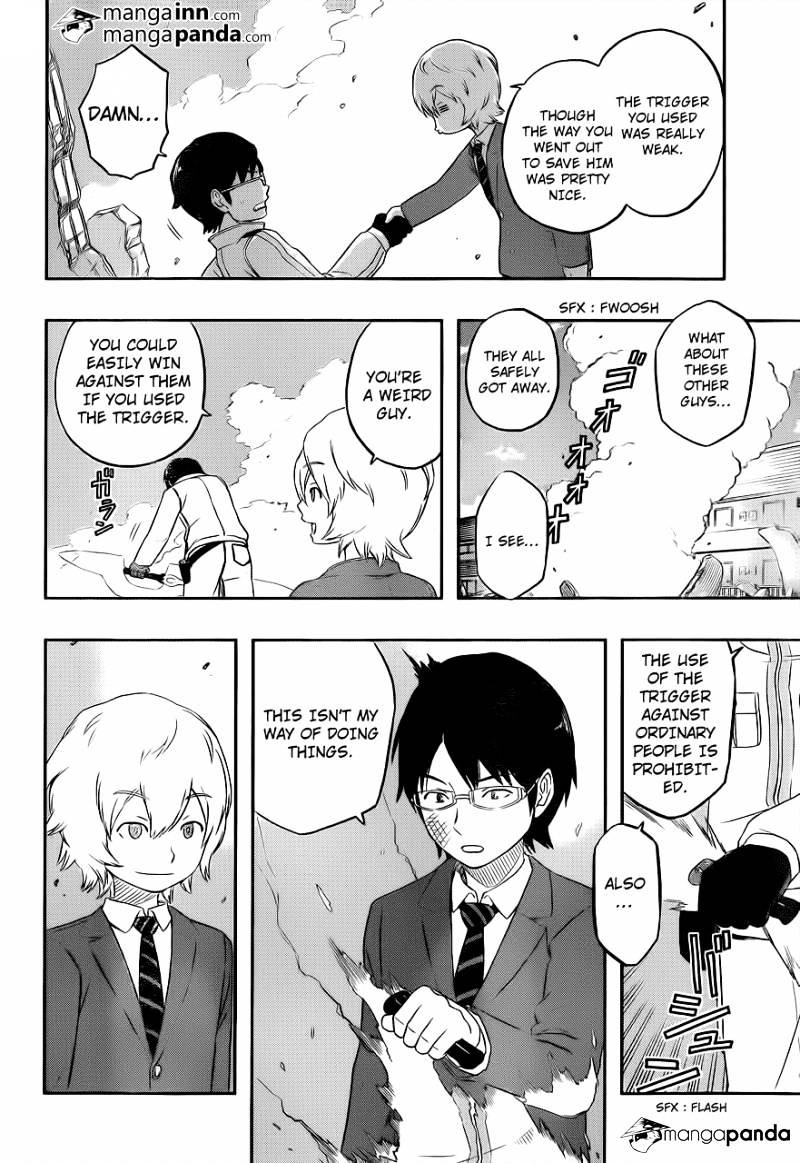 mangainn.com
mangapanda.com
THE TRIGGER
YOU USED
WAS REALLY
WEAK.
THOUGH
THE WAY YOU
WENT OUT
TO SAVE HIM
WAS PRETTY
NICE.
DAMN...
SFX : FWOOSH
WHAT
ABOUT
THESE
OTHER
GUYS...
THEY ALL
SAFELY
GOT AWAY.
ゴオオオ
I SEE...
YOU'RE
A WEIRD
GUY.
YOU COULD
EASILY WIN
AGAINST THEM
IF YOU USED
THE TRIGGER.
ガラン
THE USE
OF THE
TRIGGER
AGAINST
ORDINARY
PEOPLE IS
PROHIBIT-
ED.
ALSO
...
バシュン
SFX : FLASH
THIS ISN'T MY
WAY OF DOING
THINGS.
mangapanda